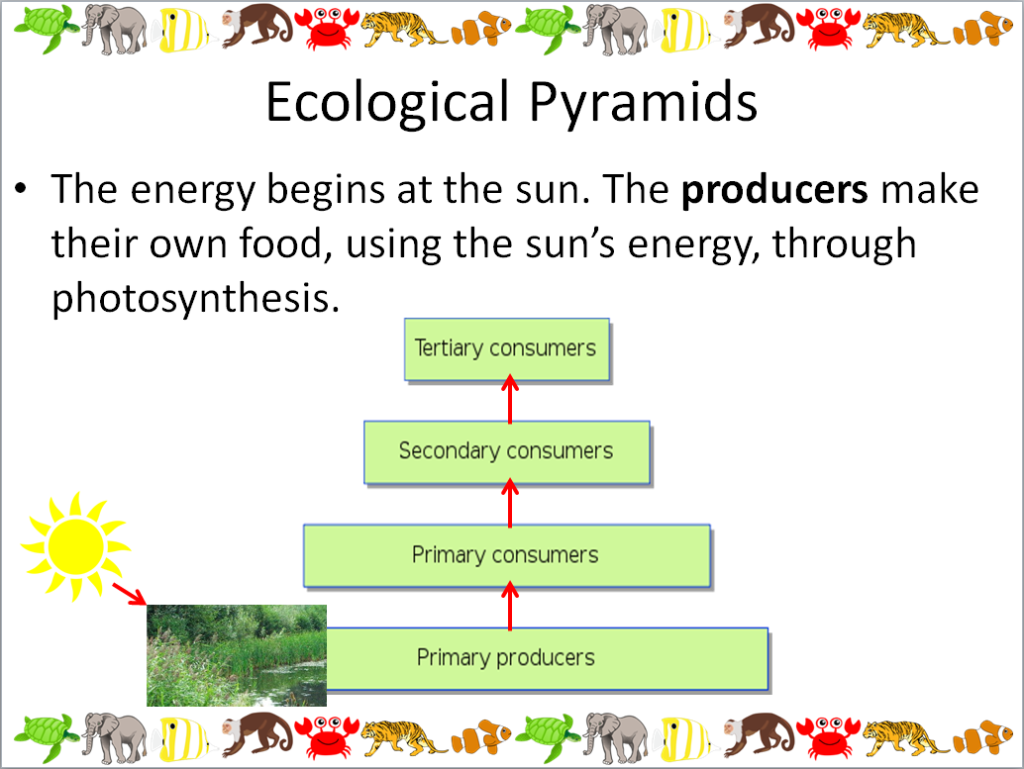 Ecological Pyramids
• The energy begins at the sun. The producers make
their own food, using the sun’s energy, through
photosynthesis.
Tertiary consumers
Secondary consumers
Primary consumers
Primary producers